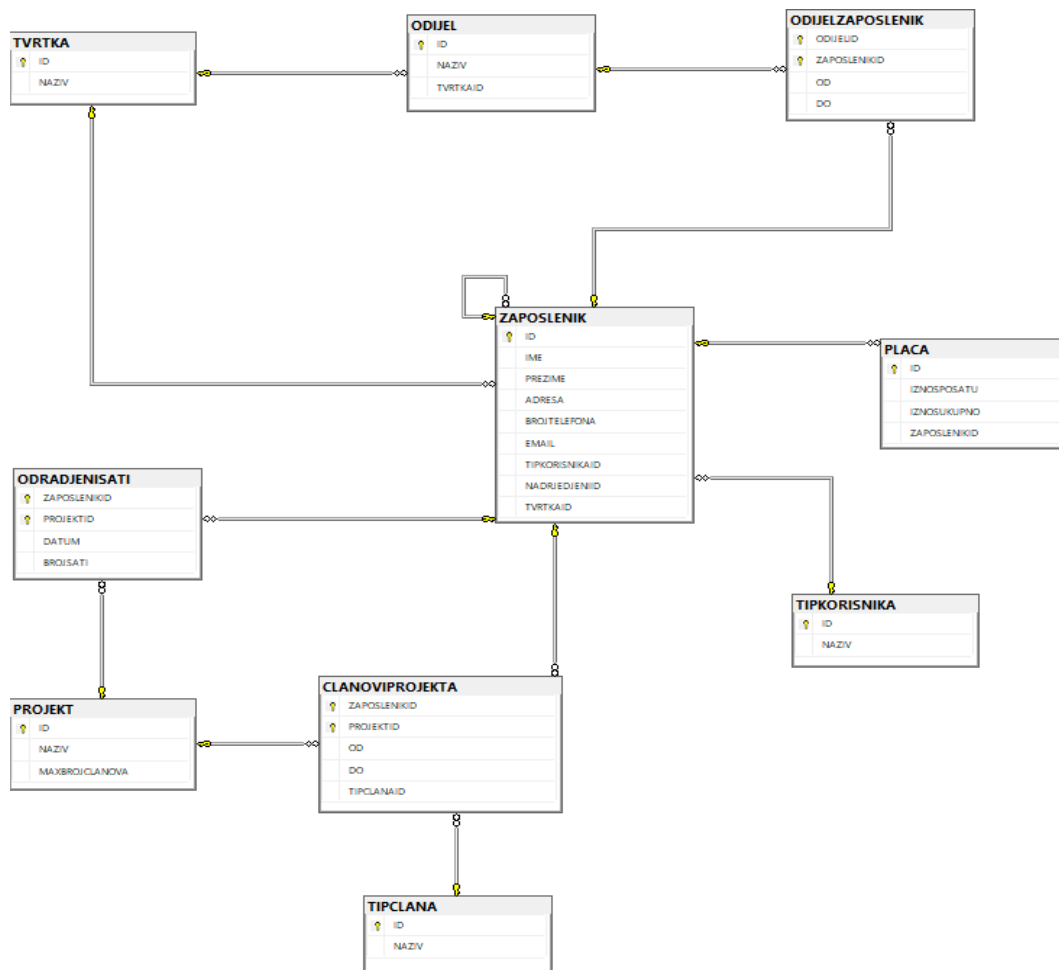 TVRTKA
ID
NAZIV
ODIJEL
ID
NAZIV
TVRTKAID
ODIJELZAPOSLENIK
ODIJELID
ZAPOSLENIKID
OD
DO
ZAPOSLENIK
ID
IME
PREZIME
ADRESA
BROJTELEFONA
EMAIL
TIPKORISNIKAID
NADRJEDJENIID
TVRTKAID
PLACA
ID
IZNOSPOSATU
IZNOSUKUPNO
ZAPOSLENIKID
ODRADJENISATI
ZAPOSLENIKID
PROJEKTID
DATUM
BROJSATI
TIPKORISNIKA
ID
NAZIV
PROJEKT
ID
NAZIV
MAXBROJCLANOVA
CLANOVIPROJEKTA
ZAPOSLENIKID
PROJEKTID
OD
DO
TIPCLANAID
TIPCLANA
ID
NAZIV